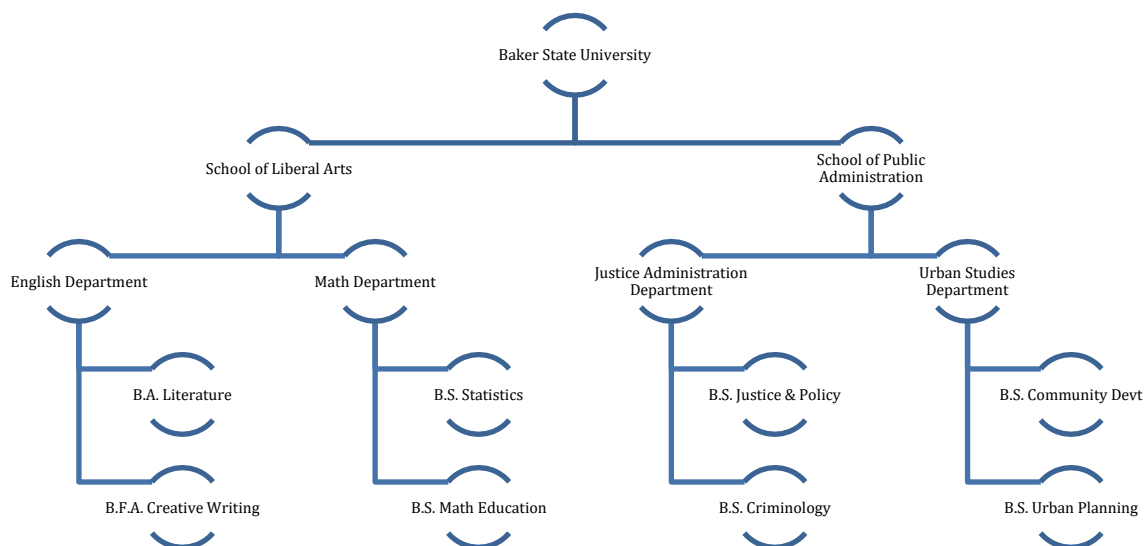 Baker State University
School of Liberal Arts
School of Public
Administration
English Department
Math Department
Justice Administration
Department
Urban Studies
Department
B.A. Literature
B.S. Statistics
B.S. Justice & Policy
B.S. Community Devt
B.F.A. Creative Writing
B.S. Math Education
B.S. Criminology
B.S. Urban Planning